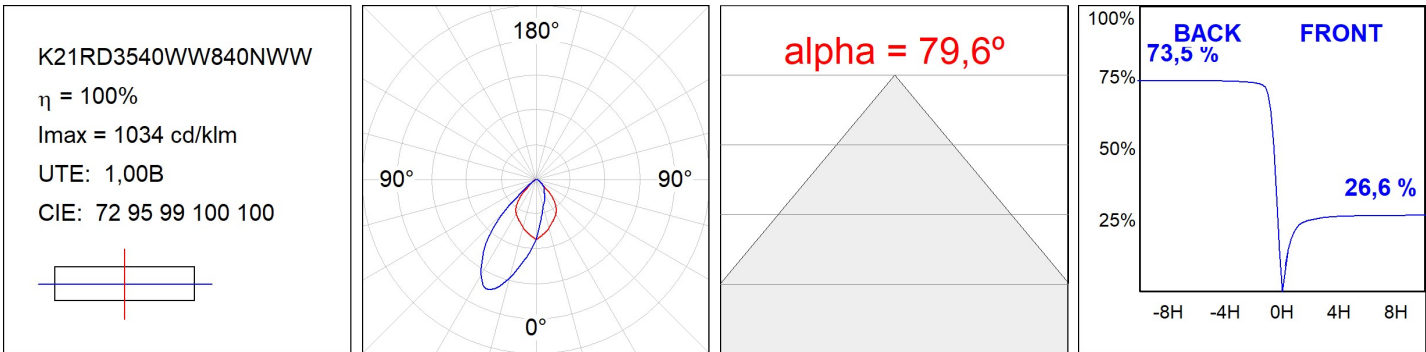 K21RD3540WW840NWW
η = 100%
Imax = 1034 cd/klm
UTE: 1,00B
CIE: 72 95 99 100 100
180°
90°
90°
0°
alpha = 79,6º
100%
75%
50%
25%
BACK
FRONT
73,5 %
26,6 %
-8H
-4H
0H
4H
8H